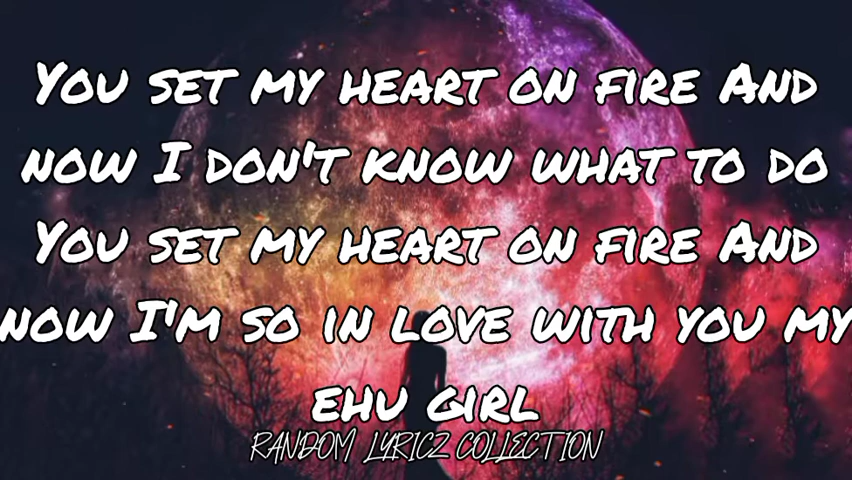 You set my heart on fire And
now I don't know what to do
You set my heart on fire And
now I'm so in love with you my
ehu girl
RANDOM LYRICZ COLLECTION